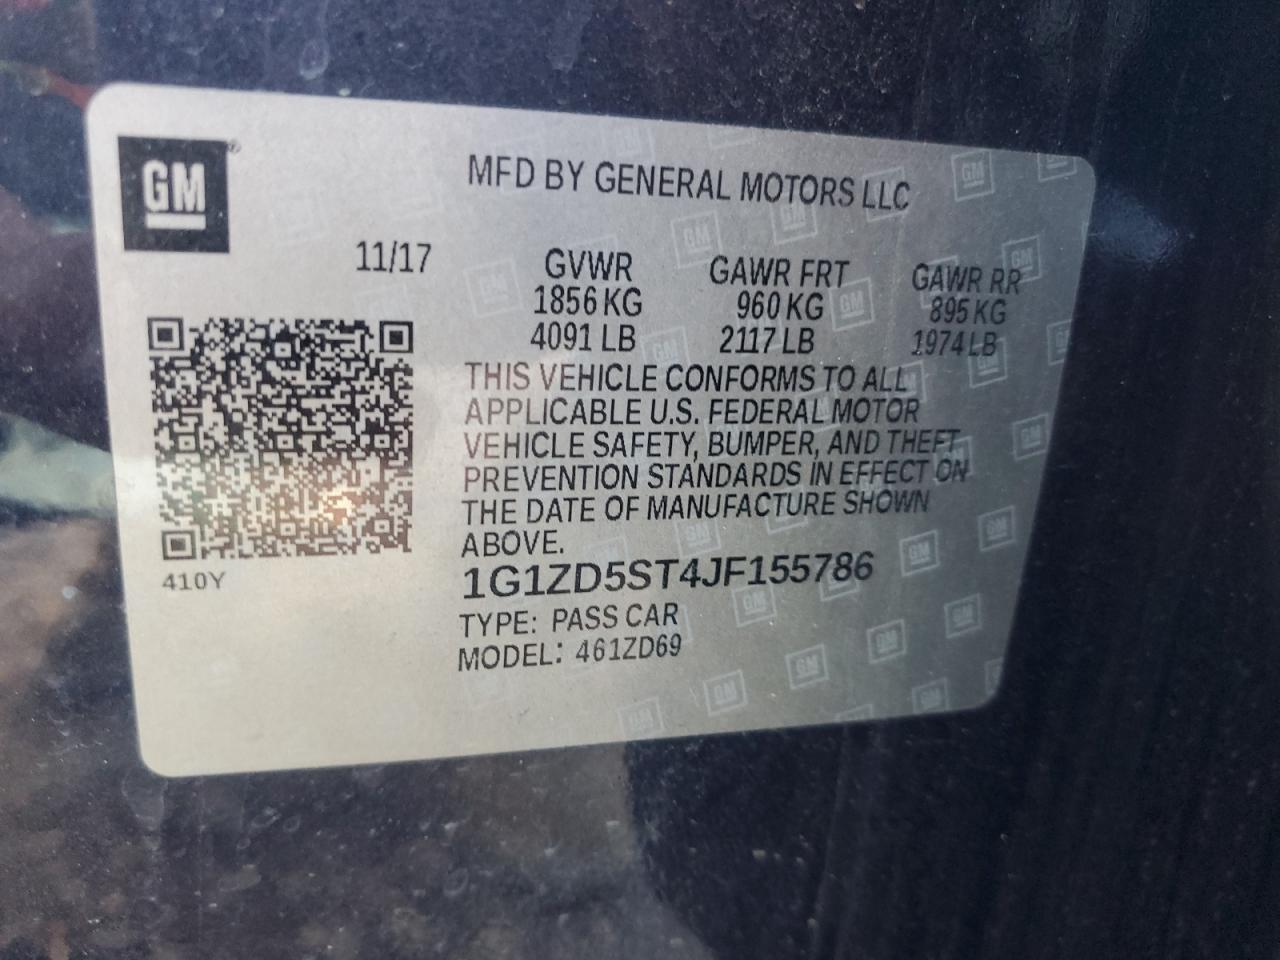 GM
MFD BY GENERAL MOTORS LLC
11/17
GVWR GAWR FRT GAWR RR
1856 KG 960 KG 895 KG
4091 LB 2117 LB 1974 LB
THIS VEHICLE CONFORMS TO ALL
APPLICABLE U.S. FEDERAL MOTOR
VEHICLE SAFETY, BUMPER, AND THEFT
PREVENTION STANDARDS IN EFFECT ON
THE DATE OF MANUFACTURE SHOWN
ABOVE.
410Y
1G1ZD5ST4JF155786
TYPE: PASS CAR
MODEL: 461ZD69